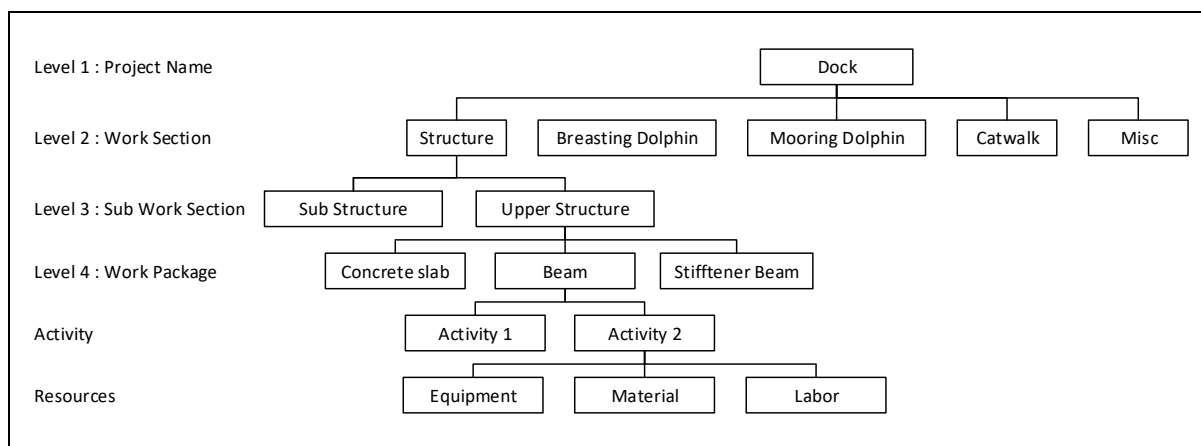 Level 1 : Project Name
Dock
Level 2 : Work Section
Structure
Breasting Dolphin
Mooring Dolphin
Catwalk
Misc
Level 3 : Sub Work Section
Sub Structure
Upper Structure
Level 4 : Work Package
Concrete slab
Beam
Stifftener Beam
Activity
Activity 1
Activity 2
Resources
Equipment
Material
Labor